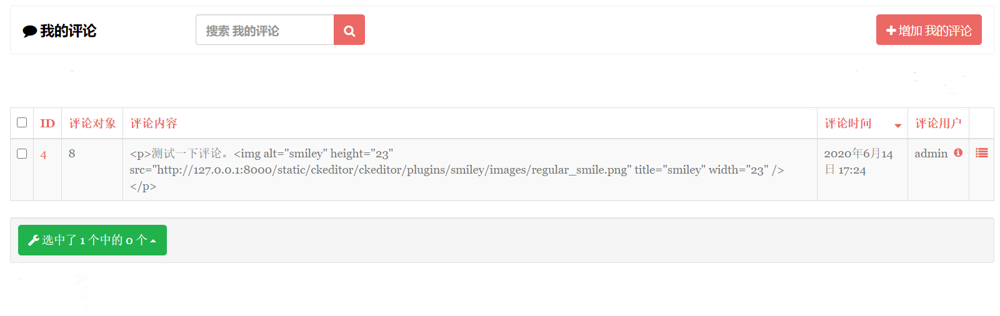 我的评论
搜索 我的评论
增加 我的评论
ID 评论对象 评论内容 评论时间 评论用户
4 8 <p>测试一下评论。<img alt="smiley" height="23"
src="http://127.0.0.1:8000/static/ckeditor/ckeditor/plugins/smiley/images/regular_smile.png" title="smiley" width="23" />
</p>
2020年6月14
日 17:24
admin
选中了 1 个中的 0 个